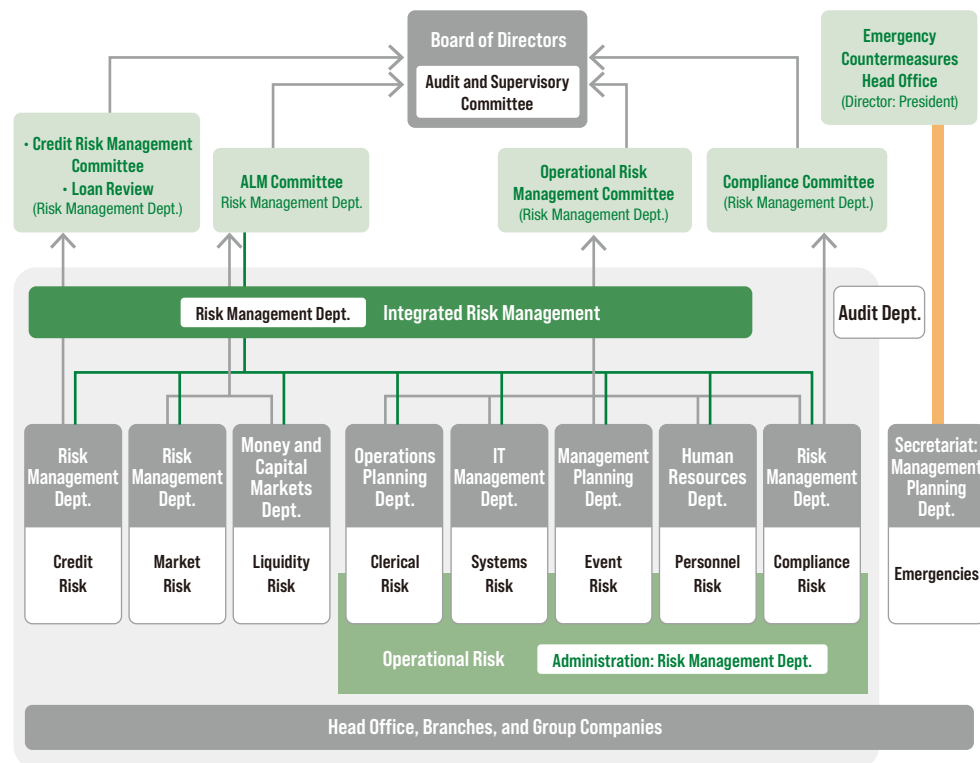 Board of Directors
Audit and Supervisory
Committee
Emergency
Countermeasures
Head Office
(Director: President)
・Credit Risk Management
Committee
・Loan Review
(Risk Management Dept.)
ALM Committee
Risk Management Dept.
Operational Risk
Management Committee
(Risk Management Dept.)
Compliance Committee
(Risk Management Dept.)
Risk Management Dept.
Integrated Risk Management
Audit Dept.
Risk
Management
Dept.
Credit
Risk
Risk
Management
Dept.
Market
Risk
Money and
Capital
Markets
Dept.
Liquidity
Risk
Operations
Planning
Dept.
Clerical
Risk
IT
Management
Dept.
Systems
Risk
Management
Planning
Dept.
Event
Risk
Human
Resources
Dept.
Personnel
Risk
Risk
Management
Dept.
Compliance
Risk
Secretariat:
Management
Planning
Dept.
Emergencies
Operational Risk
Administration: Risk Management Dept.
Head Office, Branches, and Group Companies